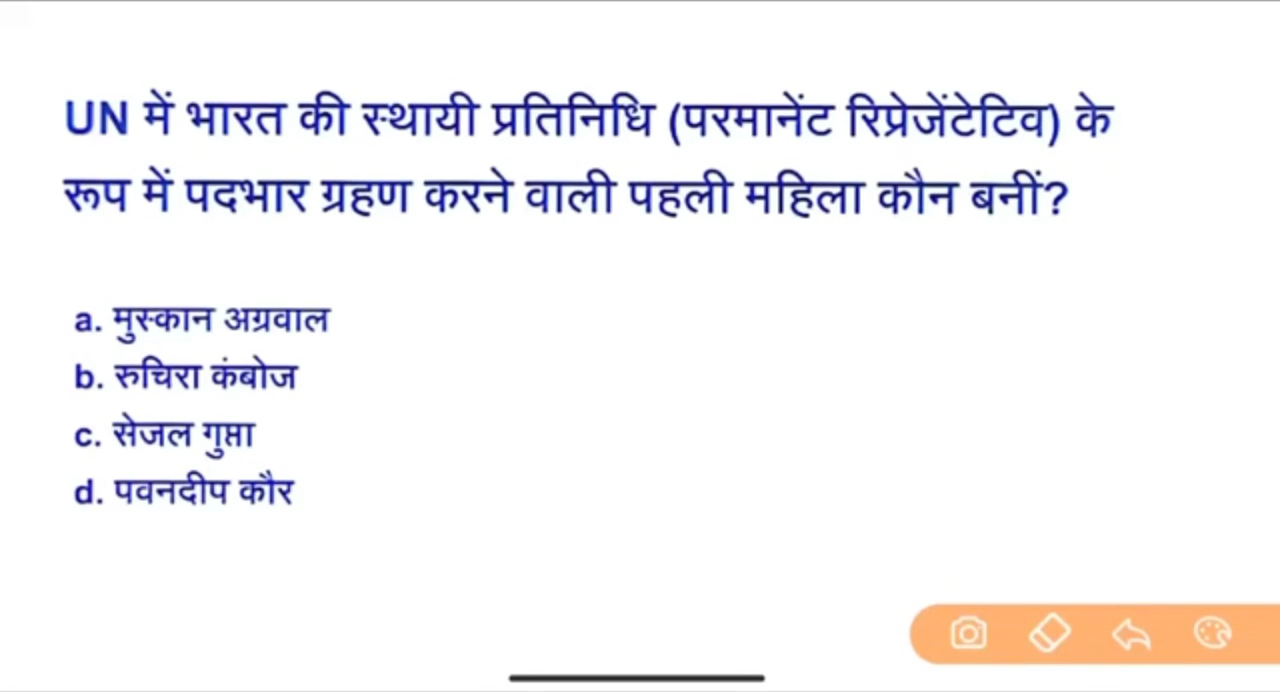 UN में भारत की स्थायी प्रतिनिधि (परमानेंट रिप्रेजेंटेटिव) के
रूप में पदभार ग्रहण करने वाली पहली महिला कौन बनीं?
a. मुस्कान अग्रवाल
b. रुचिरा कंबोज
c. सेजल गुप्ता
d. पवनदीप कौर